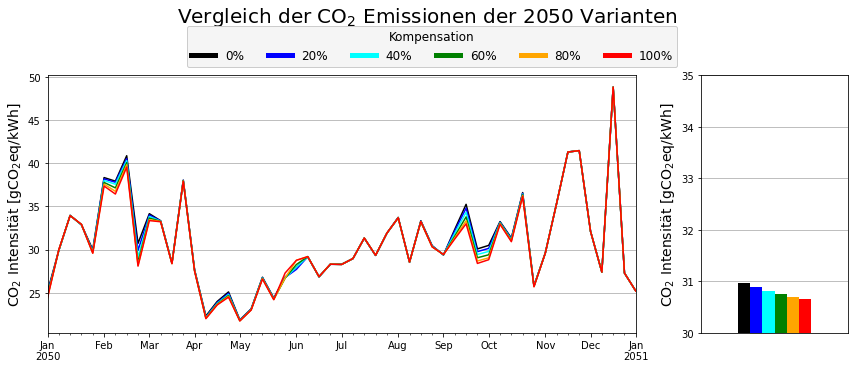 Vergleich der CO₂ Emissionen der 2050 Varianten
Kompensation
0% 20% 40% 60% 80% 100%
CO₂ Intensität [gCO₂eq/kWh]
50
45
40
35
30
25
Jan Feb Mar Apr May Jun Jul Aug Sep Oct Nov Dec Jan
2050 2051
CO₂ Intensität [gCO₂eq/kWh]
35
34
33
32
31
30